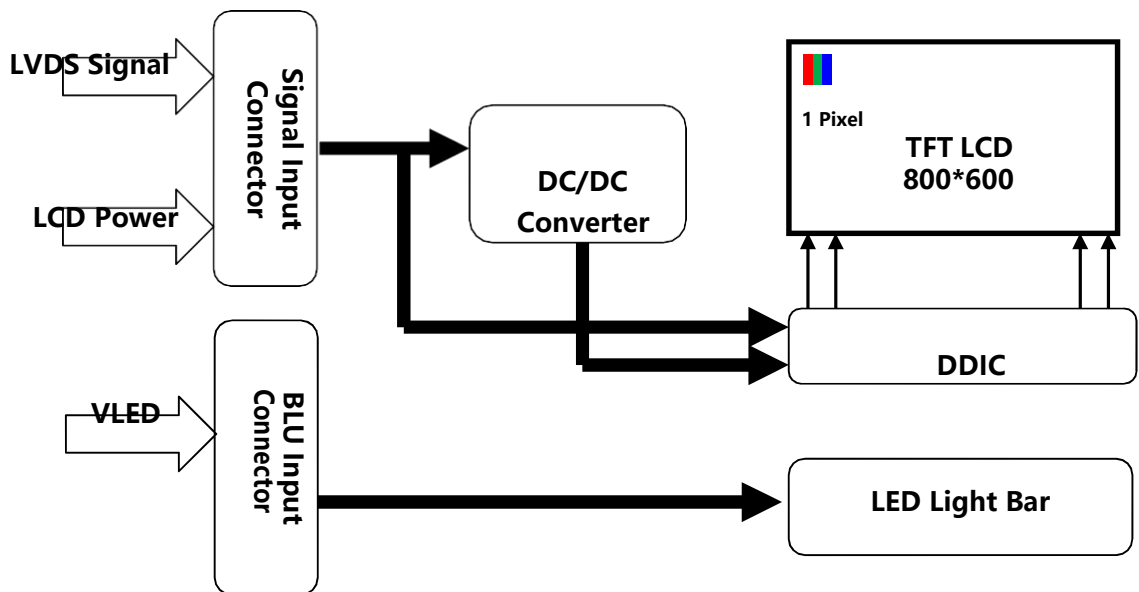 LVDS Signal
LCD Power
Signal Input
Connector
DC/DC
Converter
1 Pixel
TFT LCD
800*600
DDIC
VLED
BLU Input
Connector
LED Light Bar